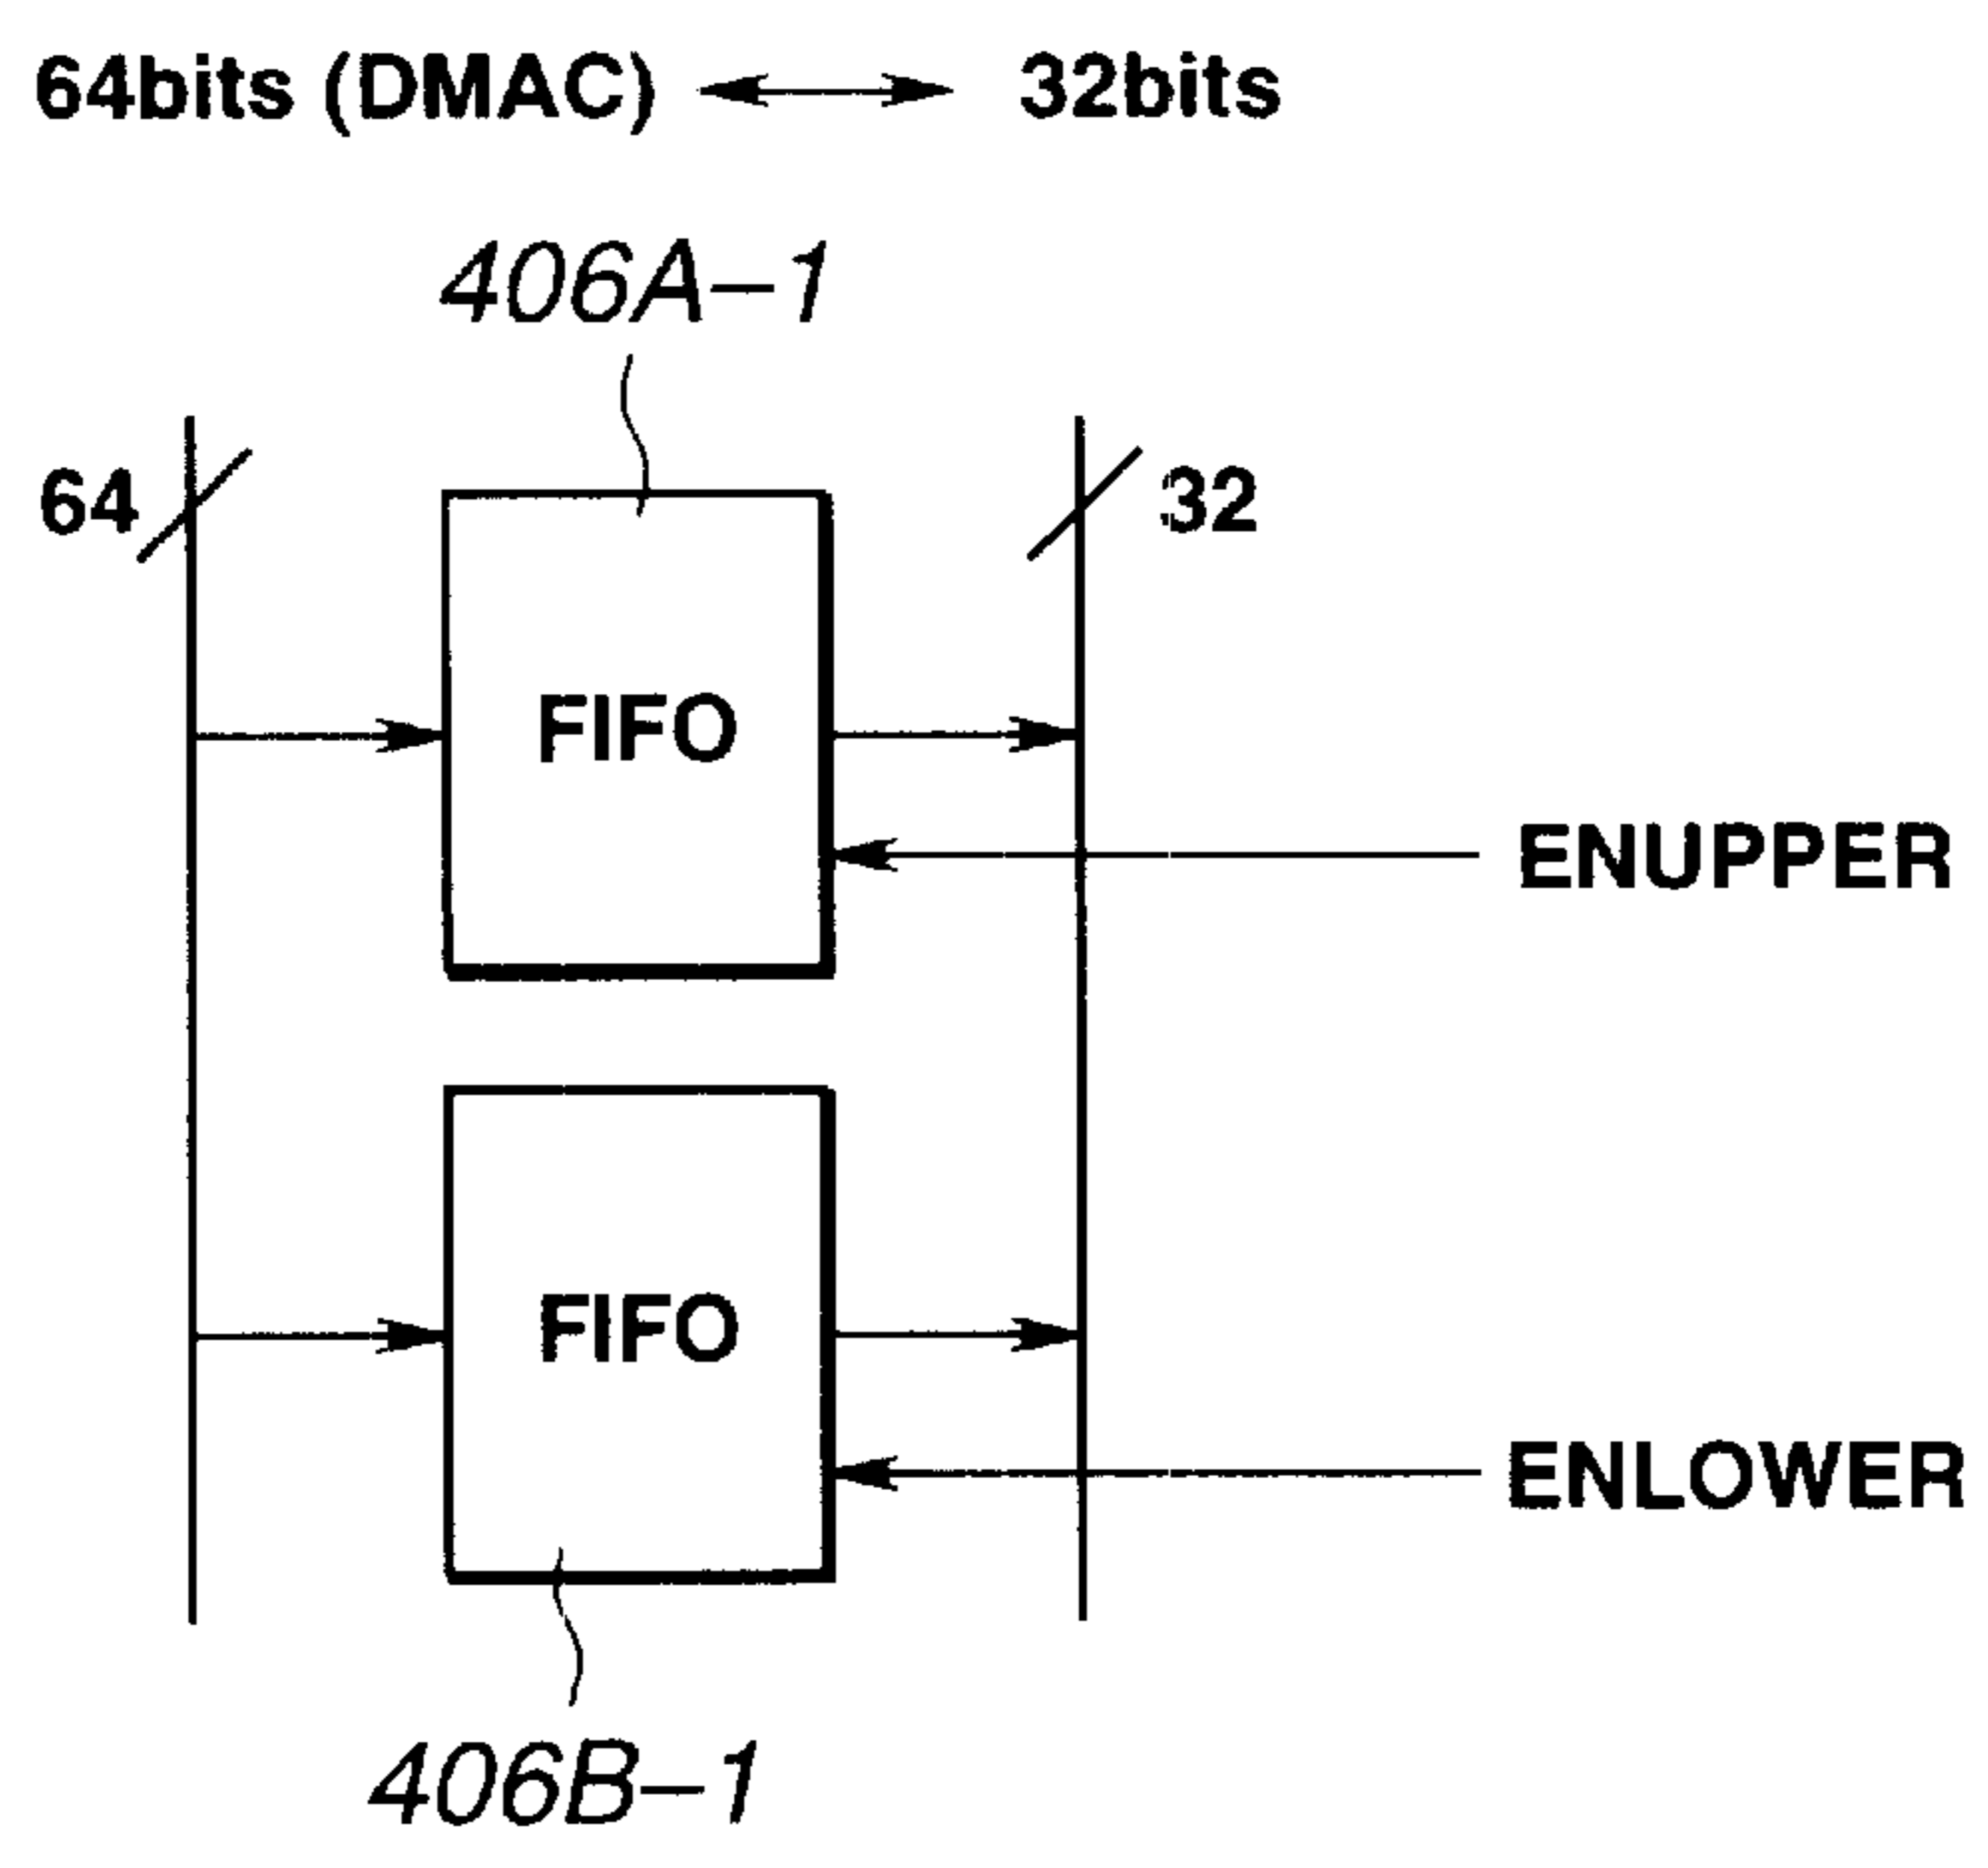 64bits (DMAC) 32bits
406A-1
64
32
FIFO
ENUPPER
FIFO
ENLOWER
406B-1